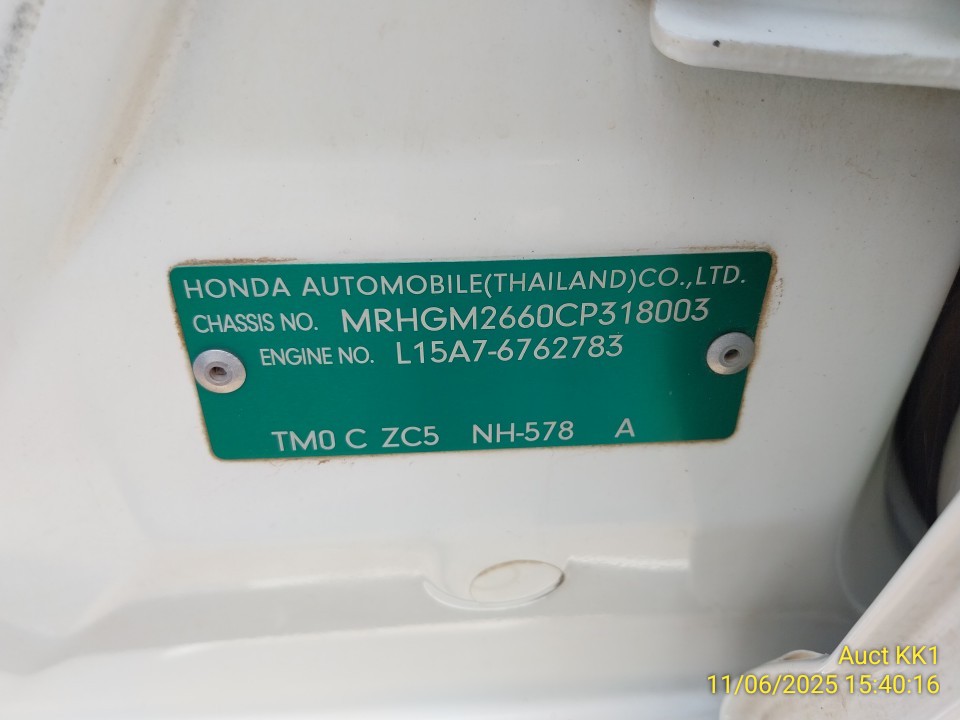 HONDA AUTOMOBILE(THAILAND)CO.,LTD.
CHASSIS NO. MRHGM2660CP318003
ENGINE NO. L15A7-6762783
TM0 C ZC5 NH-578 A
Auct KK1
11/06/2025 15:40:16